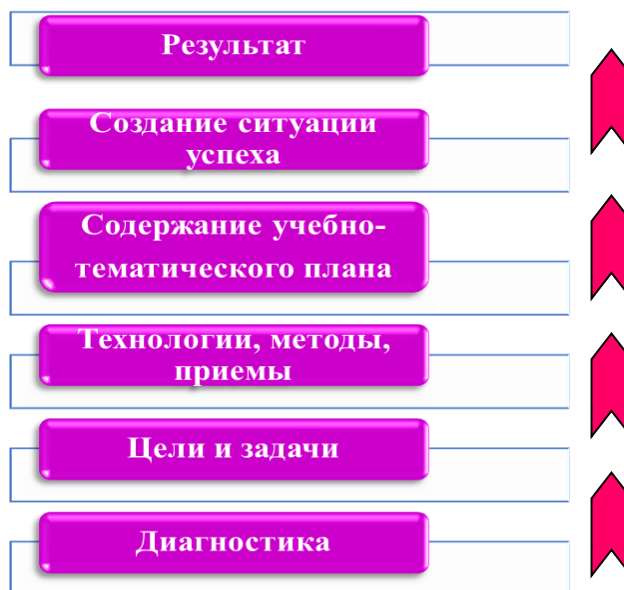 Результат
Создание ситуации
успеха
Содержание учебно-
тематического плана
Технологии, методы,
приемы
Цели и задачи
Диагностика